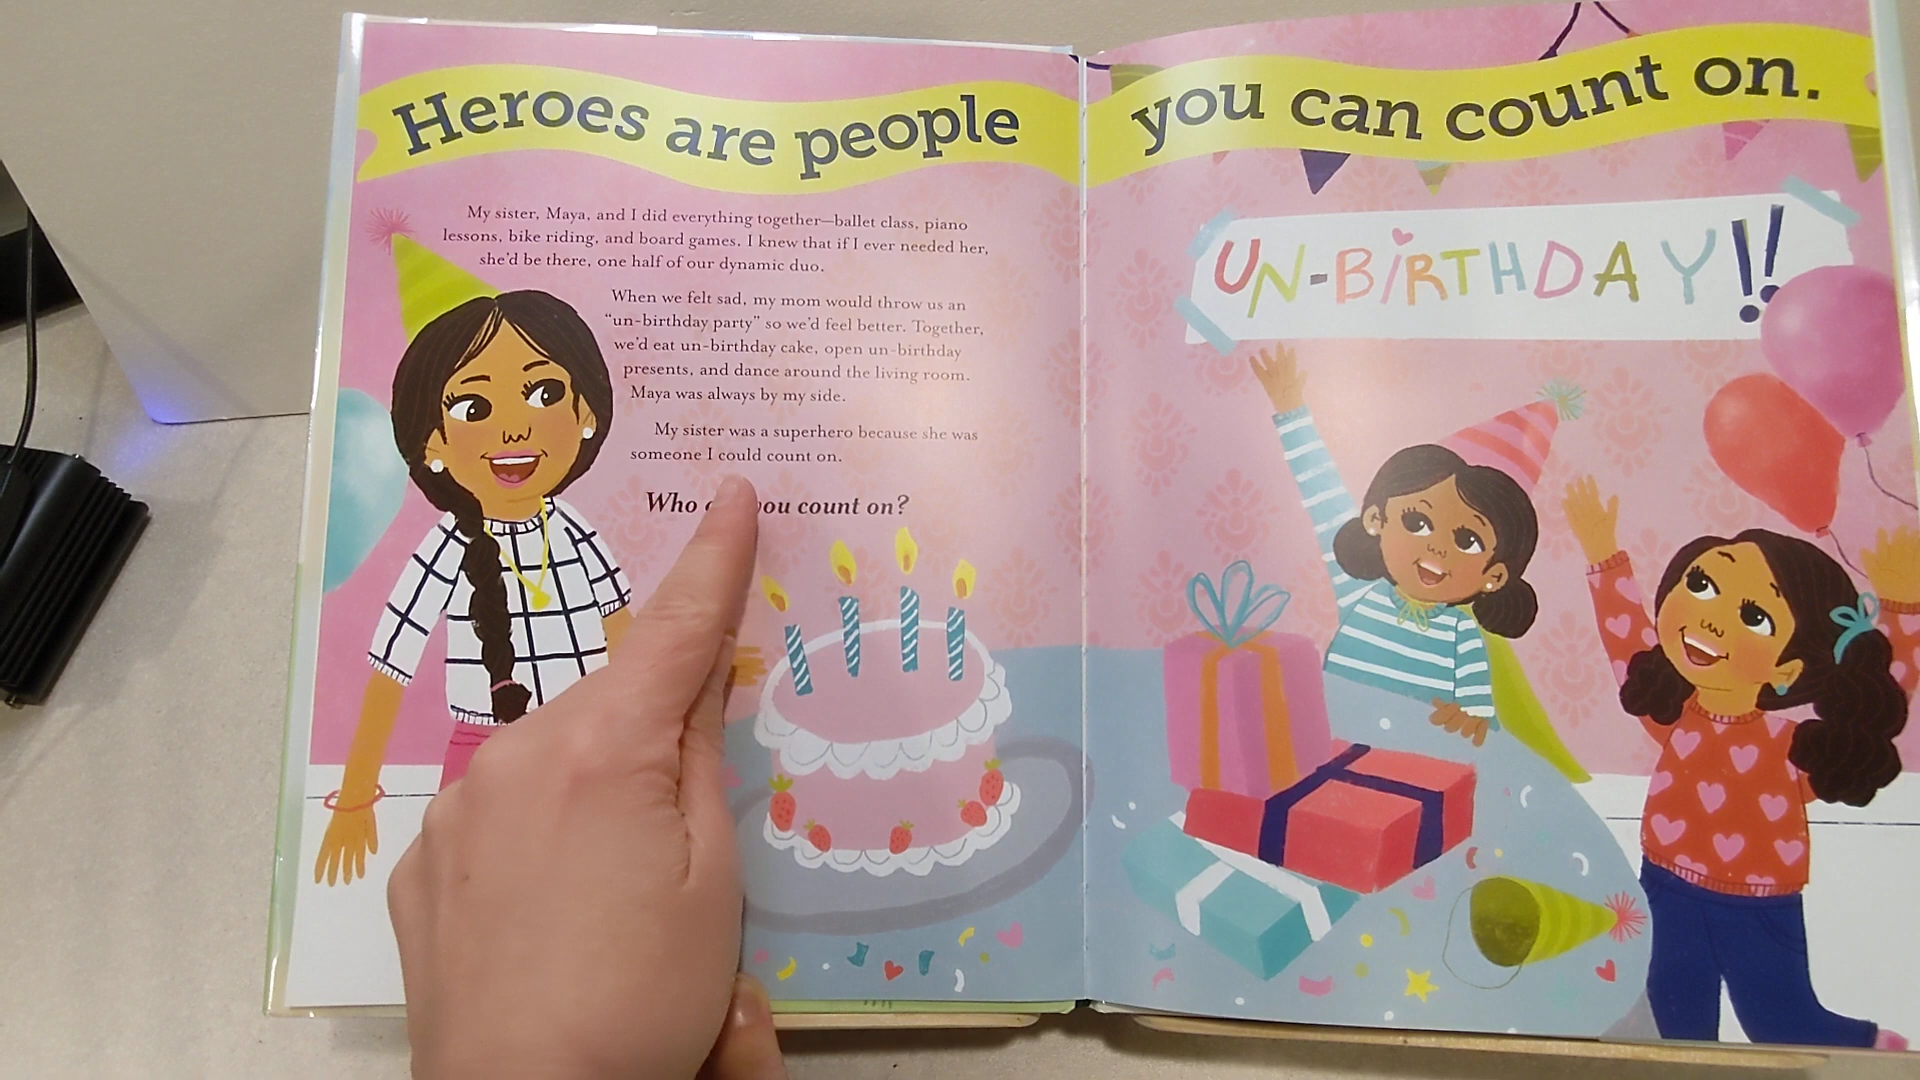 Heroes are people you can count on.
My sister, Maya, and I did everything together—ballet class, piano
lessons, bike riding, and board games. I knew that if I ever needed her,
she'd be there, one half of our dynamic duo.
When we felt sad, my mom would throw us an
"un-birthday party" so we'd feel better. Together,
we'd eat un-birthday cake, open un-birthday
presents, and dance around the living room.
Maya was always by my side.
My sister was a superhero because she was
someone I could count on.
Who you count on?
UN-BIRTHDAY!!